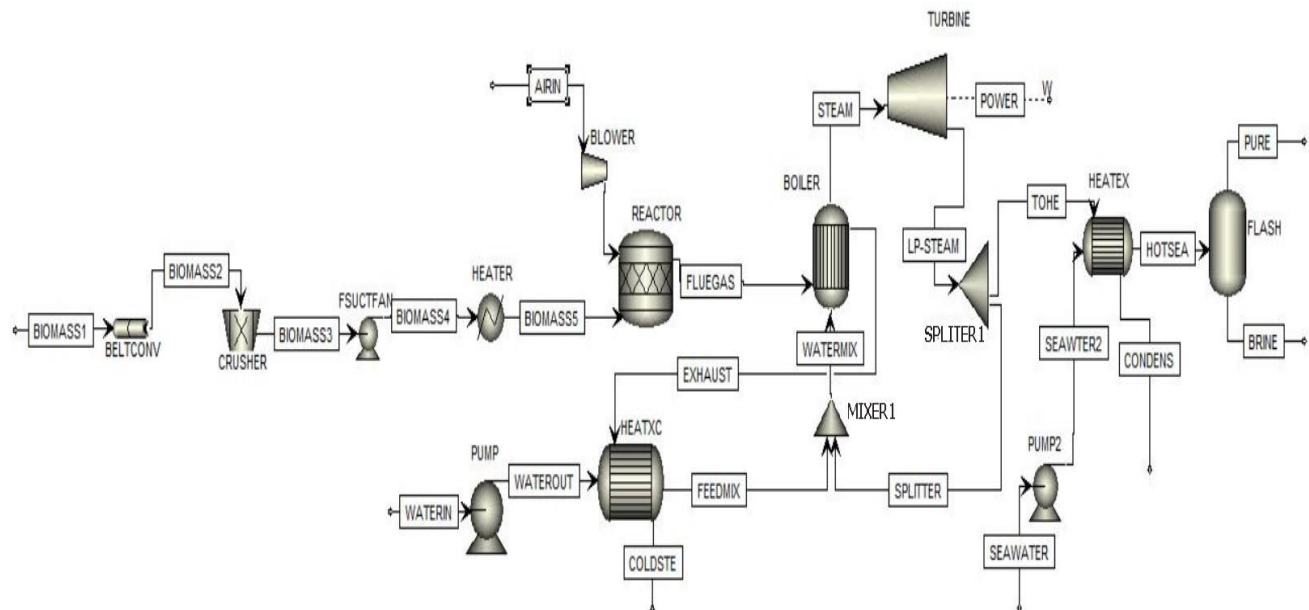 TURBINE
AIRIN
STEAM
POWER
W
BLOWER
PURE
BOILER
HEATEX
REACTOR
TOHE
FLASH
LP-STEAM
HOTSEA
BIOMASS2
HEATER
FLUEGAS
FSUCTFAN
BIOMASS4
BIOMASS5
BIOMASS1
BELTCONV
CRUSHER
BIOMASS3
WATERMIX
SPLITER1
SEAWTER2
BRINE
CONDENS
EXHAUST
MIXER1
HEATXC
PUMP
PUMP2
WATEROUT
FEEDMIX
SPLITTER
WATERIN
SEAWATER
COLDSTE